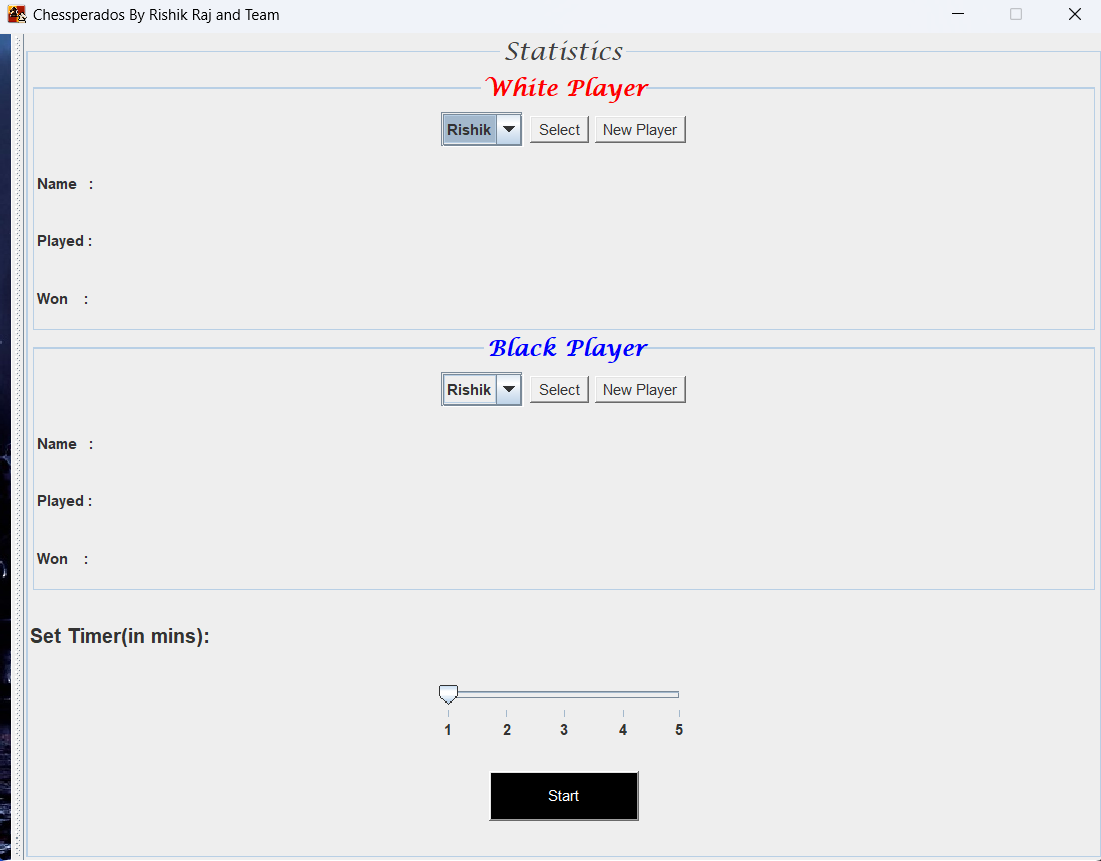 Chessperados By Rishik Raj and Team
Statistics
White Player
Rishik Select New Player
Name :
Played :
Won :
Black Player
Rishik Select New Player
Name :
Played :
Won :
Set Timer(in mins):
1 2 3 4 5
Start